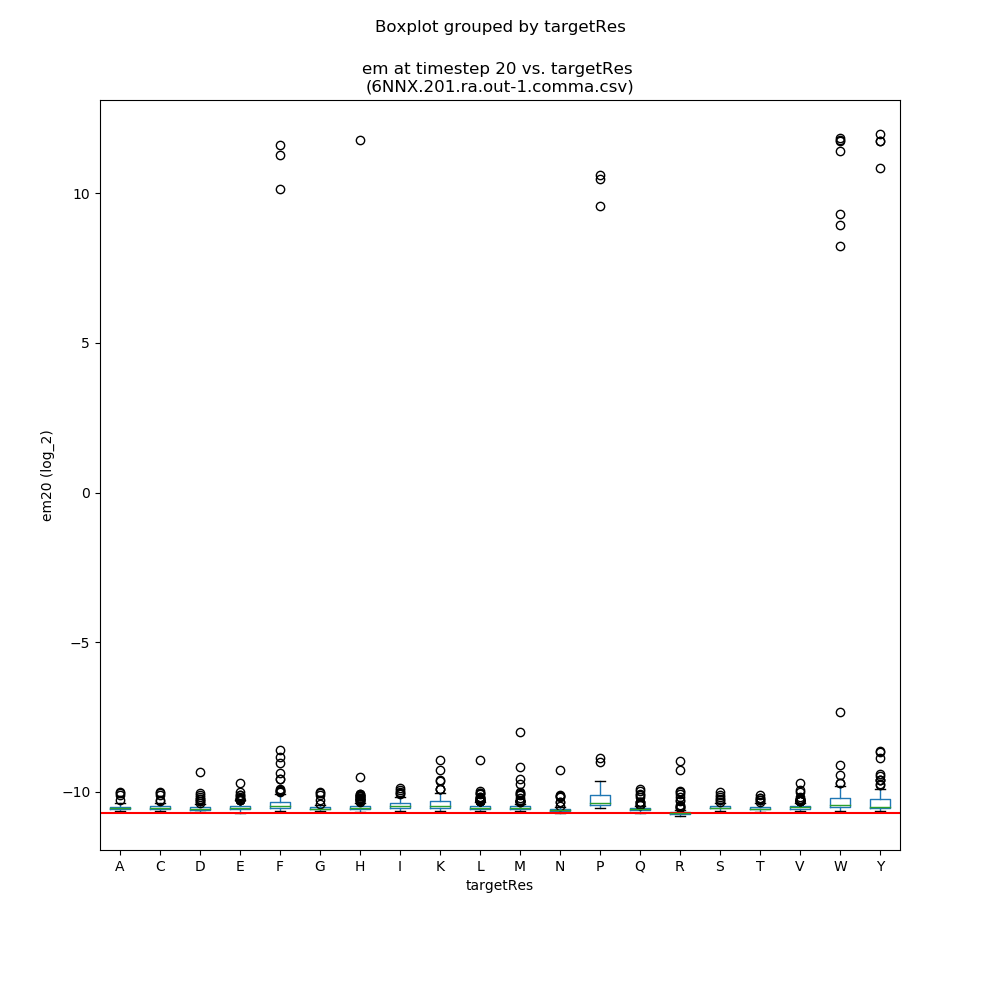 Boxplot grouped by targetRes
em at timestep 20 vs. targetRes
(6NNX.201.ra.out-1.comma.csv)
10
5
0
−5
−10
em20 (log_2)
A C D E F G H I K L M N P Q R S T V W Y
targetRes